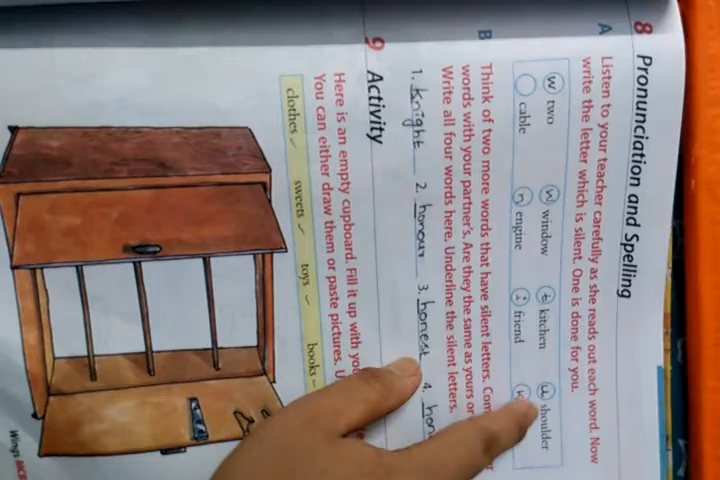 8 Pronunciation and Spelling
A Listen to your teacher carefully as she reads out each word. Now
write the letter which is silent. One is done for you.
w two w window t kitchen u shoulder
cable n engine i friend k
B Think of two more words that have silent letters. Com
words with your partner's. Are they the same as yours or
Write all four words here. Underline the silent letters.
1. knight 2. honour 3. honest 4. hon
9 Activity
Here is an empty cupboard. Fill it up with
You can either draw them or paste pictures.
clothes ✓ sweets ✓ toys ✓ books ✓
Wings